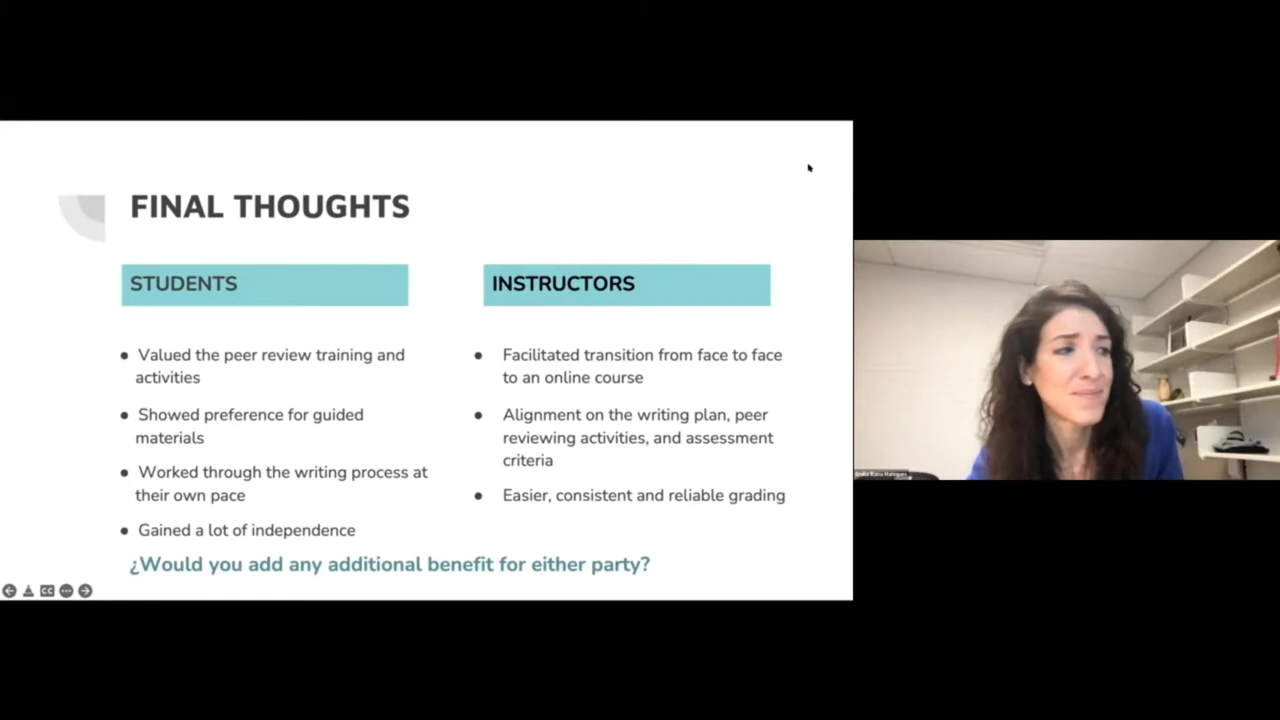 FINAL THOUGHTS
STUDENTS
Valued the peer review training and
activities
Showed preference for guided
materials
Worked through the writing process at
their own pace
Gained a lot of independence
INSTRUCTORS
Facilitated transition from face to face
to an online course
Alignment on the writing plan, peer
reviewing activities, and assessment
criteria
Easier, consistent and reliable grading
¿Would you add any additional benefit for either party?
CC